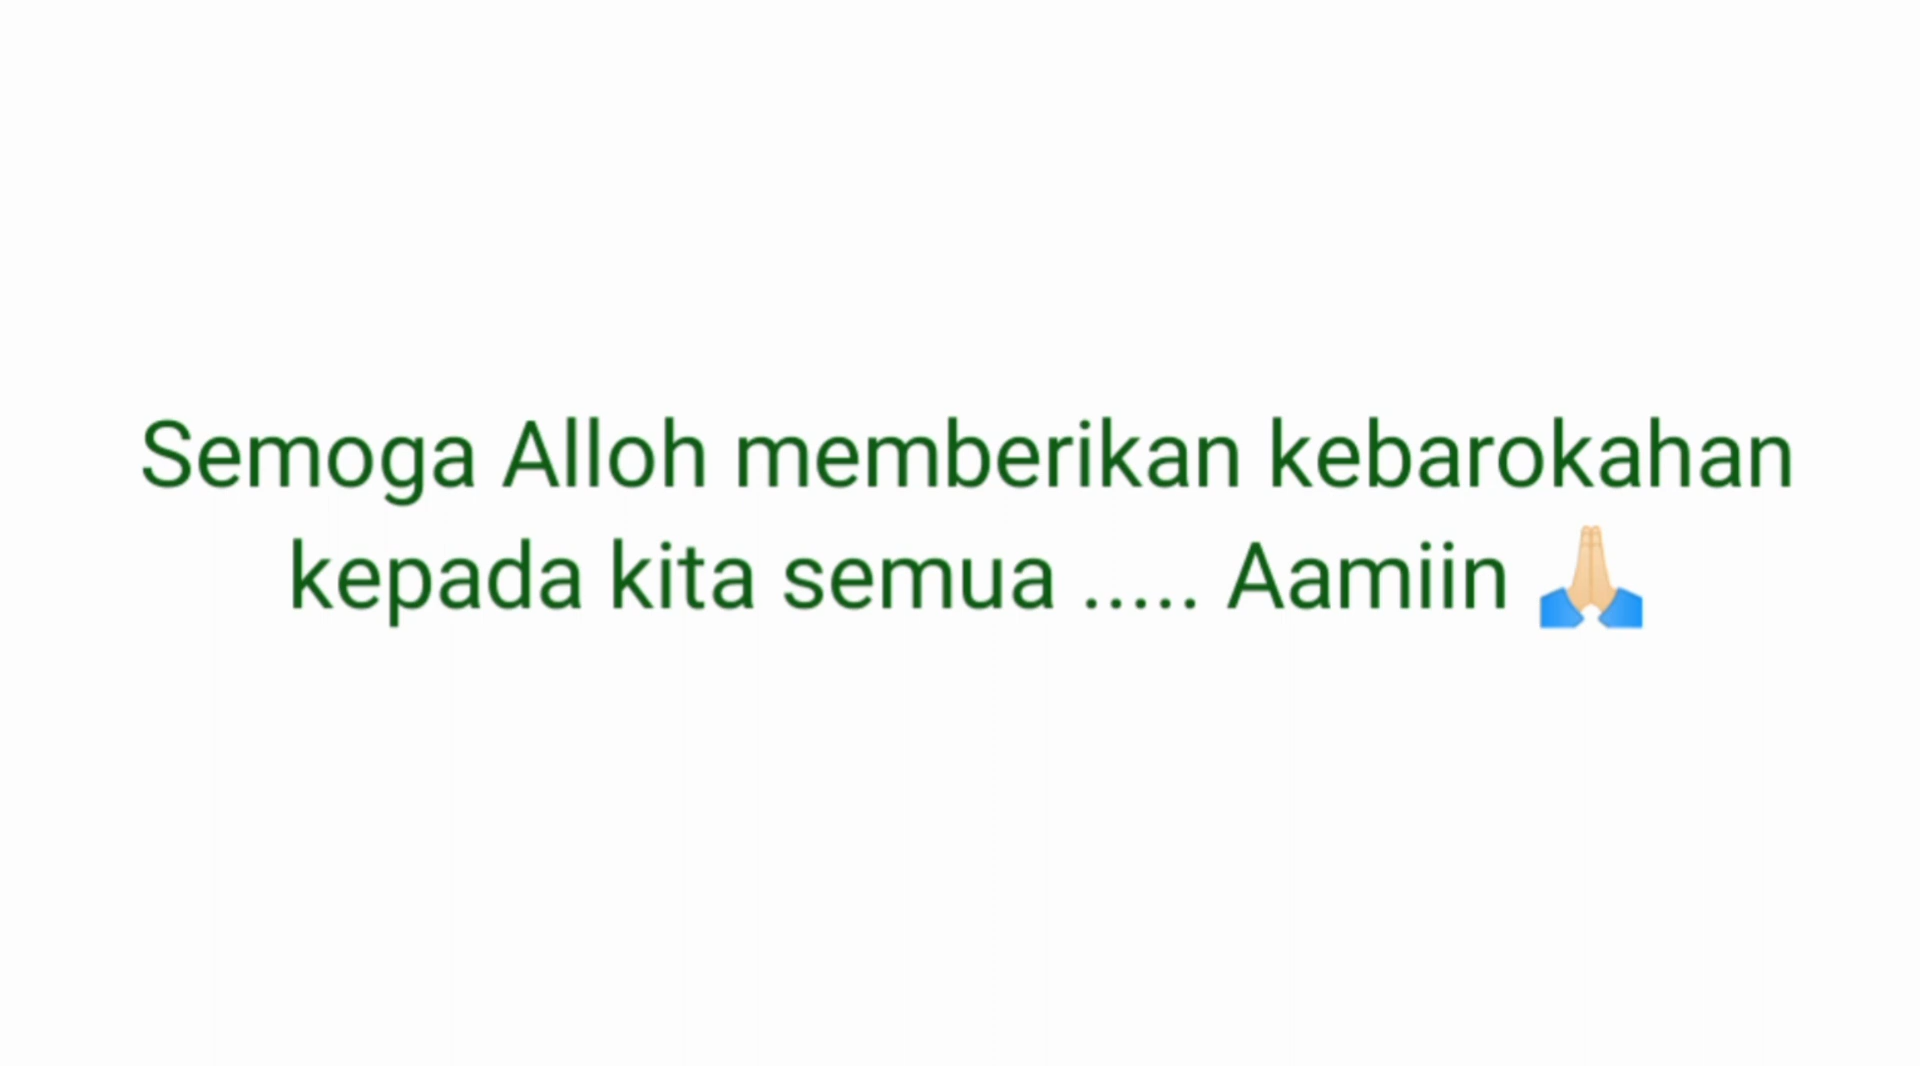 Semoga Alloh memberikan kebarokahan
kepada kita semua ..... Aamiin 🙏🏻